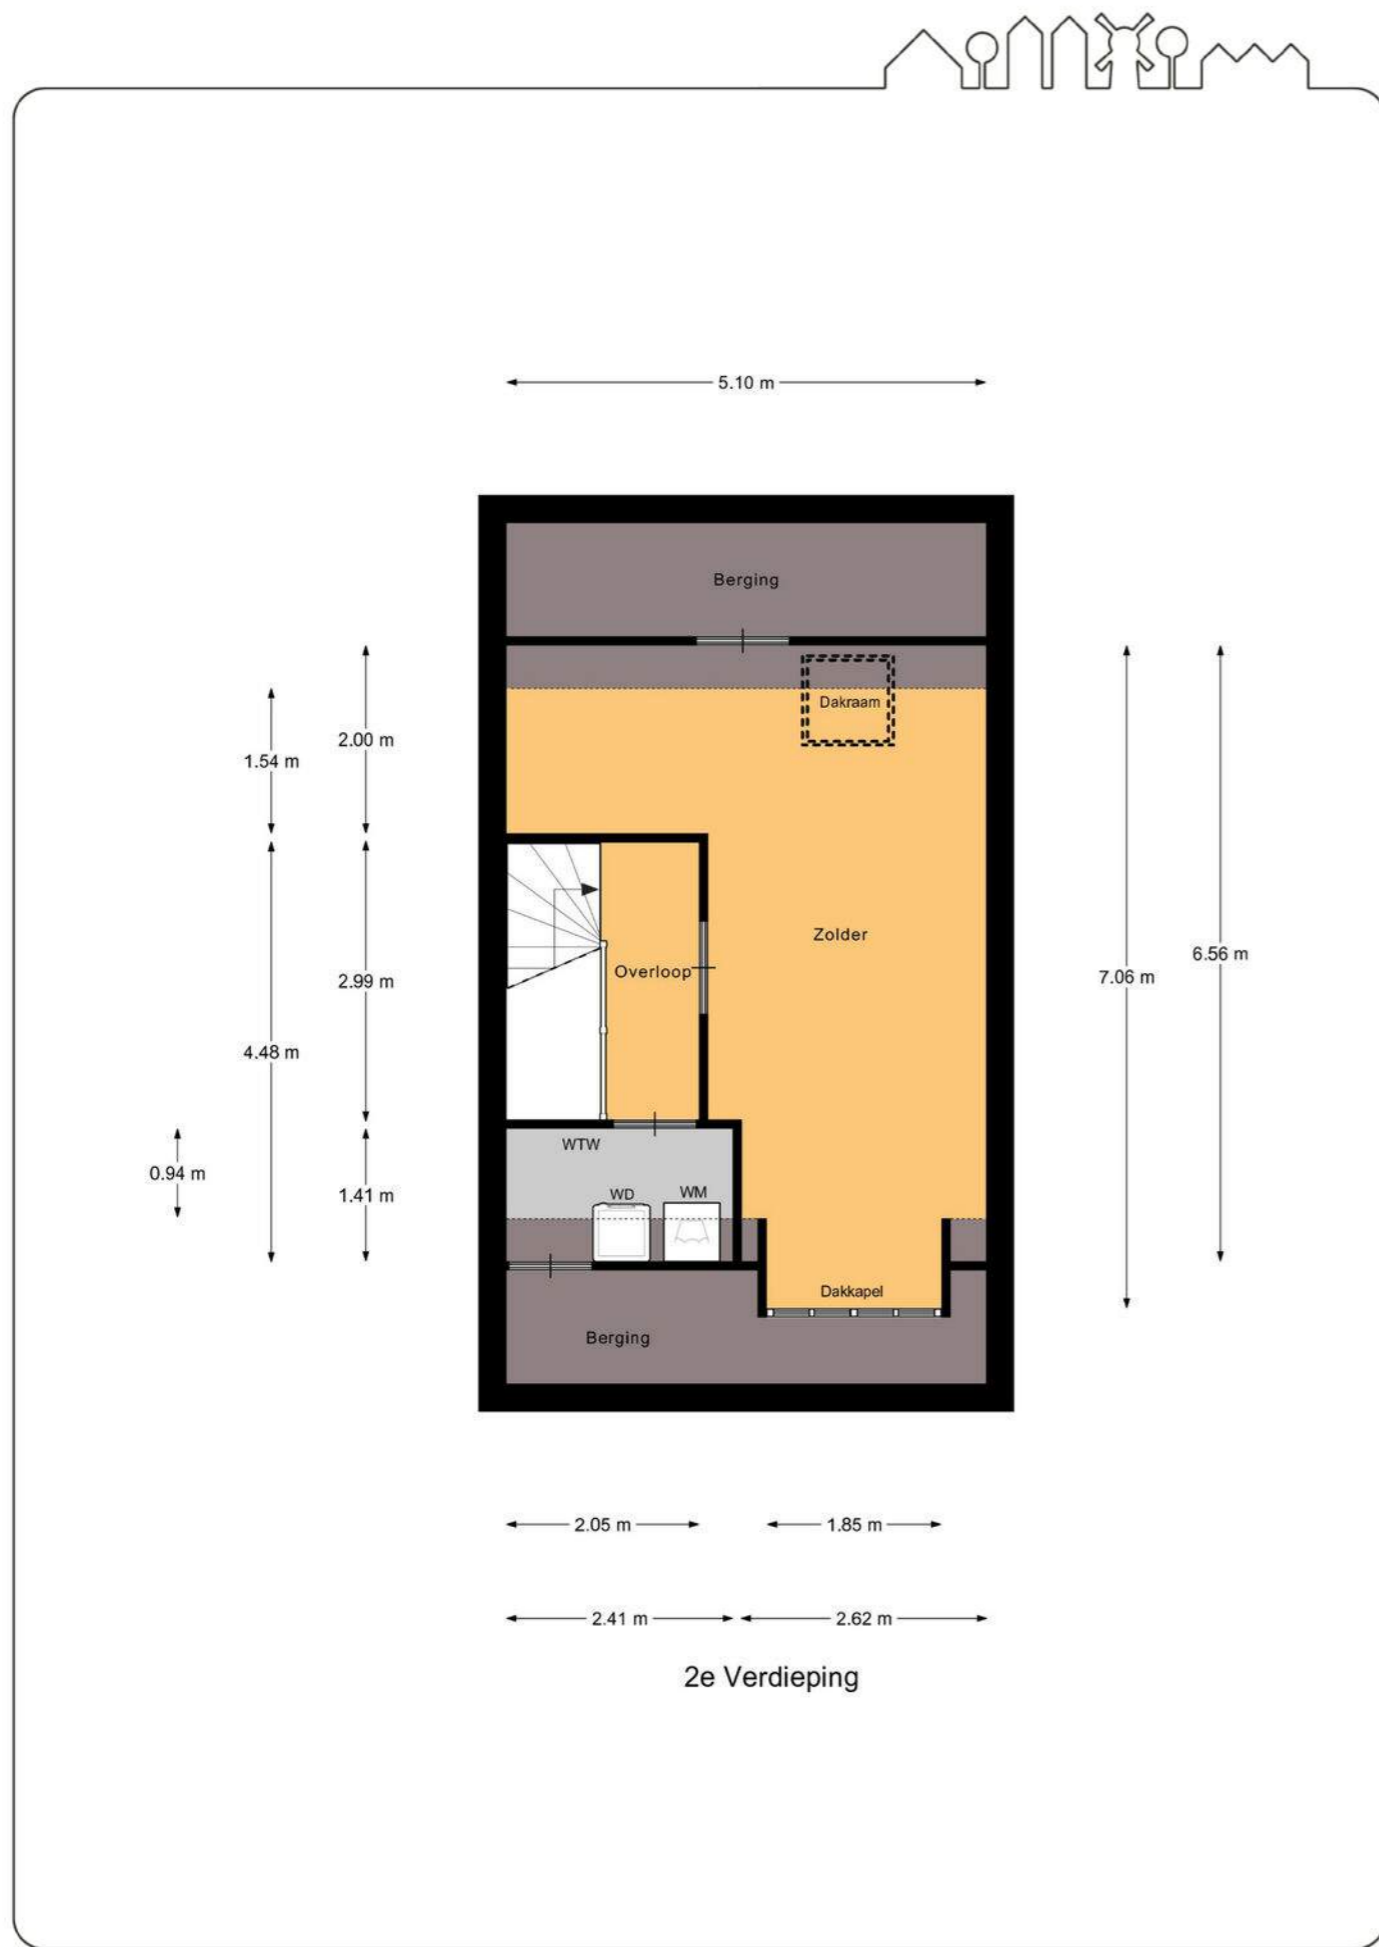 5.10 m
Berging
Dakraam
2.00 m
1.54 m
Zolder
6.56 m
Overloop
7.06 m
2.99 m
4.48 m
WTW
0.94 m
WD
WM
1.41 m
Dakkapel
Berging
2.05 m
1.85 m
2.41 m
2.62 m
2e Verdieping